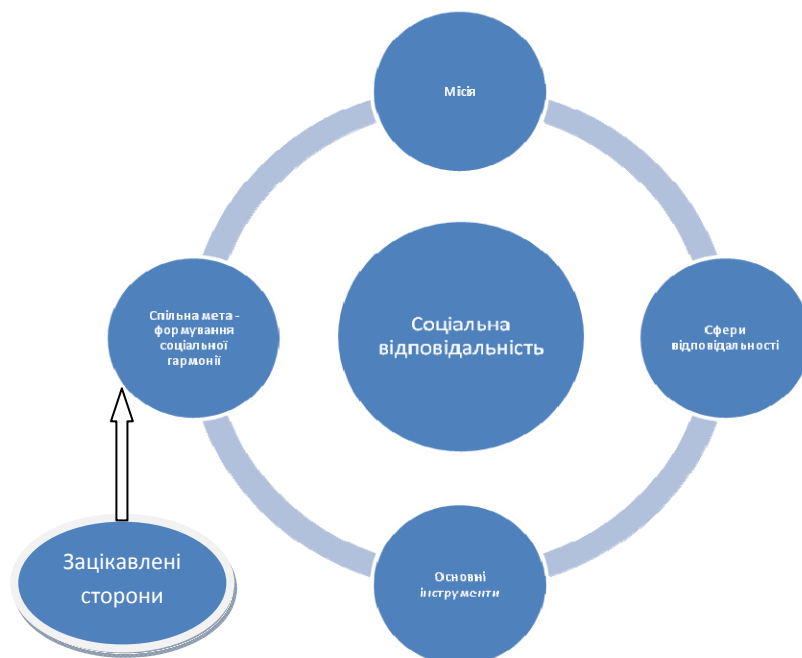 Місія
Спільна мета -
формування
соціальної
гармонії
Соціальна
відповідальність
Сфери
відповідальності
Основні
інструменти
Зацікавлені
сторони